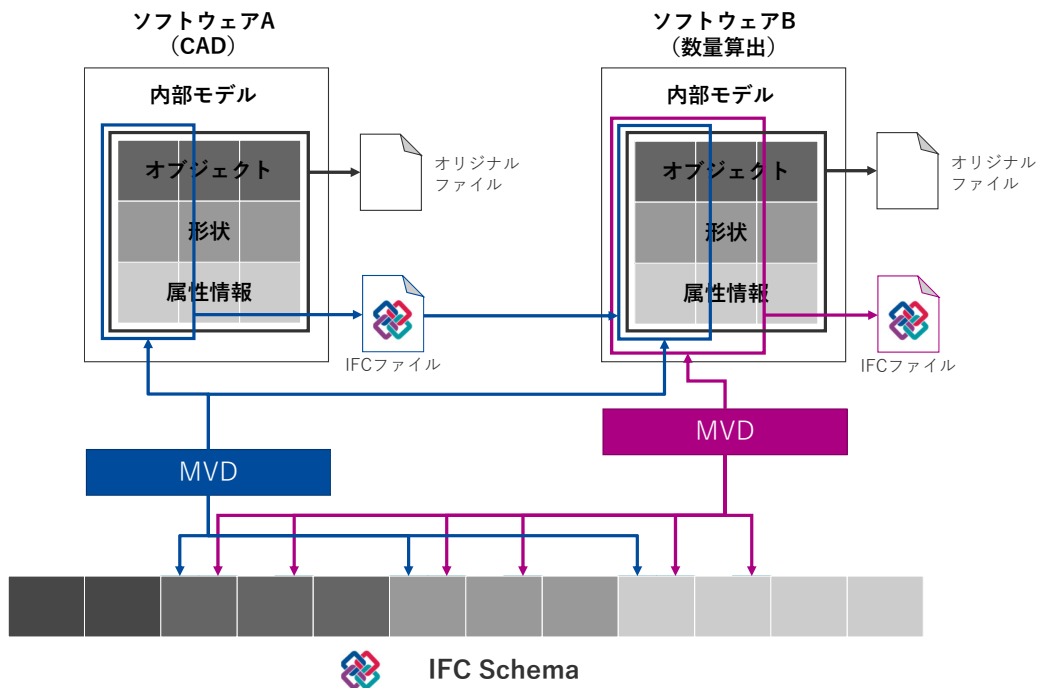 ソフトウェアA
（CAD）
内部モデル
オブジェクト
形状
属性情報
オリジナル
ファイル
IFCファイル
ソフトウェアB
（数量算出）
内部モデル
オブジェクト
形状
属性情報
オリジナル
ファイル
IFCファイル
MVD
MVD
IFC Schema